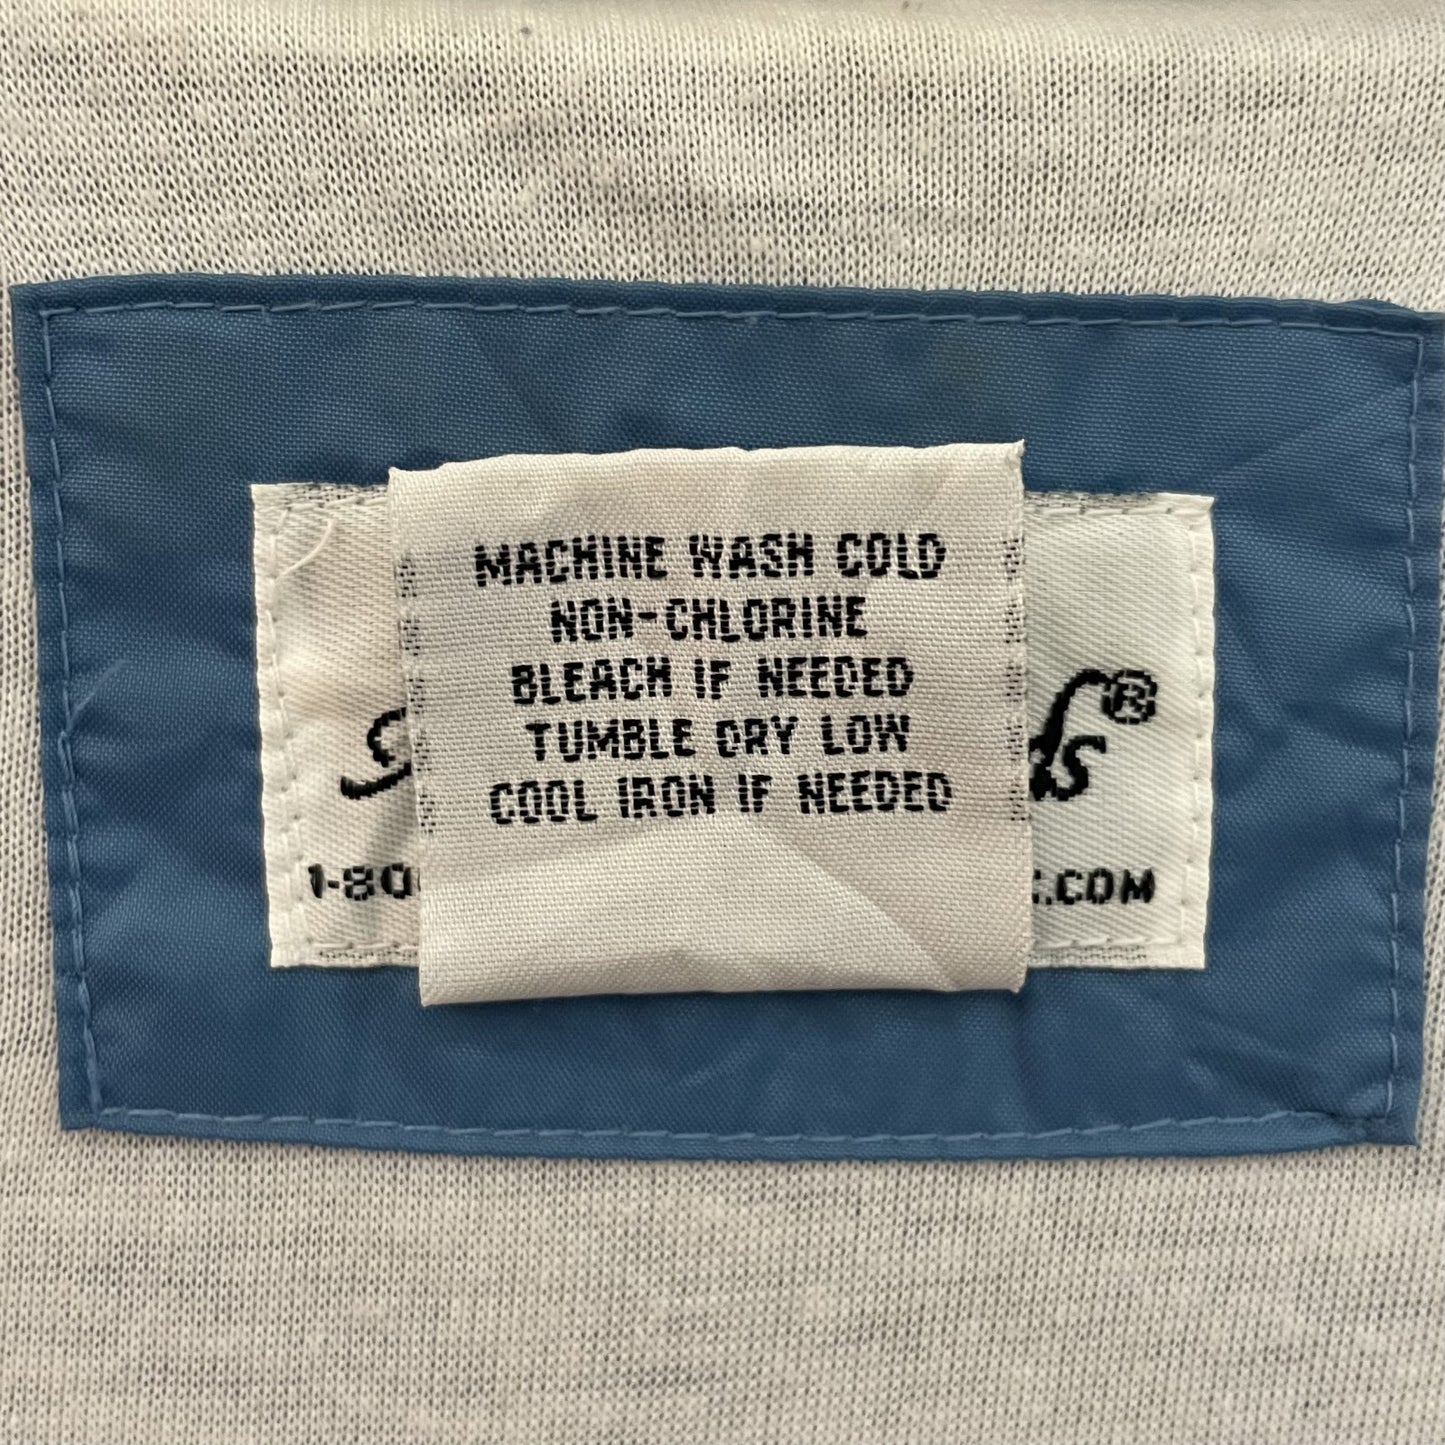 MACHINE WASH COLD
NON-CHLORINE
BLEACH IF NEEDED
TUMBLE DRY LOW
COOL IRON IF NEEDED
®
1-80
.COM